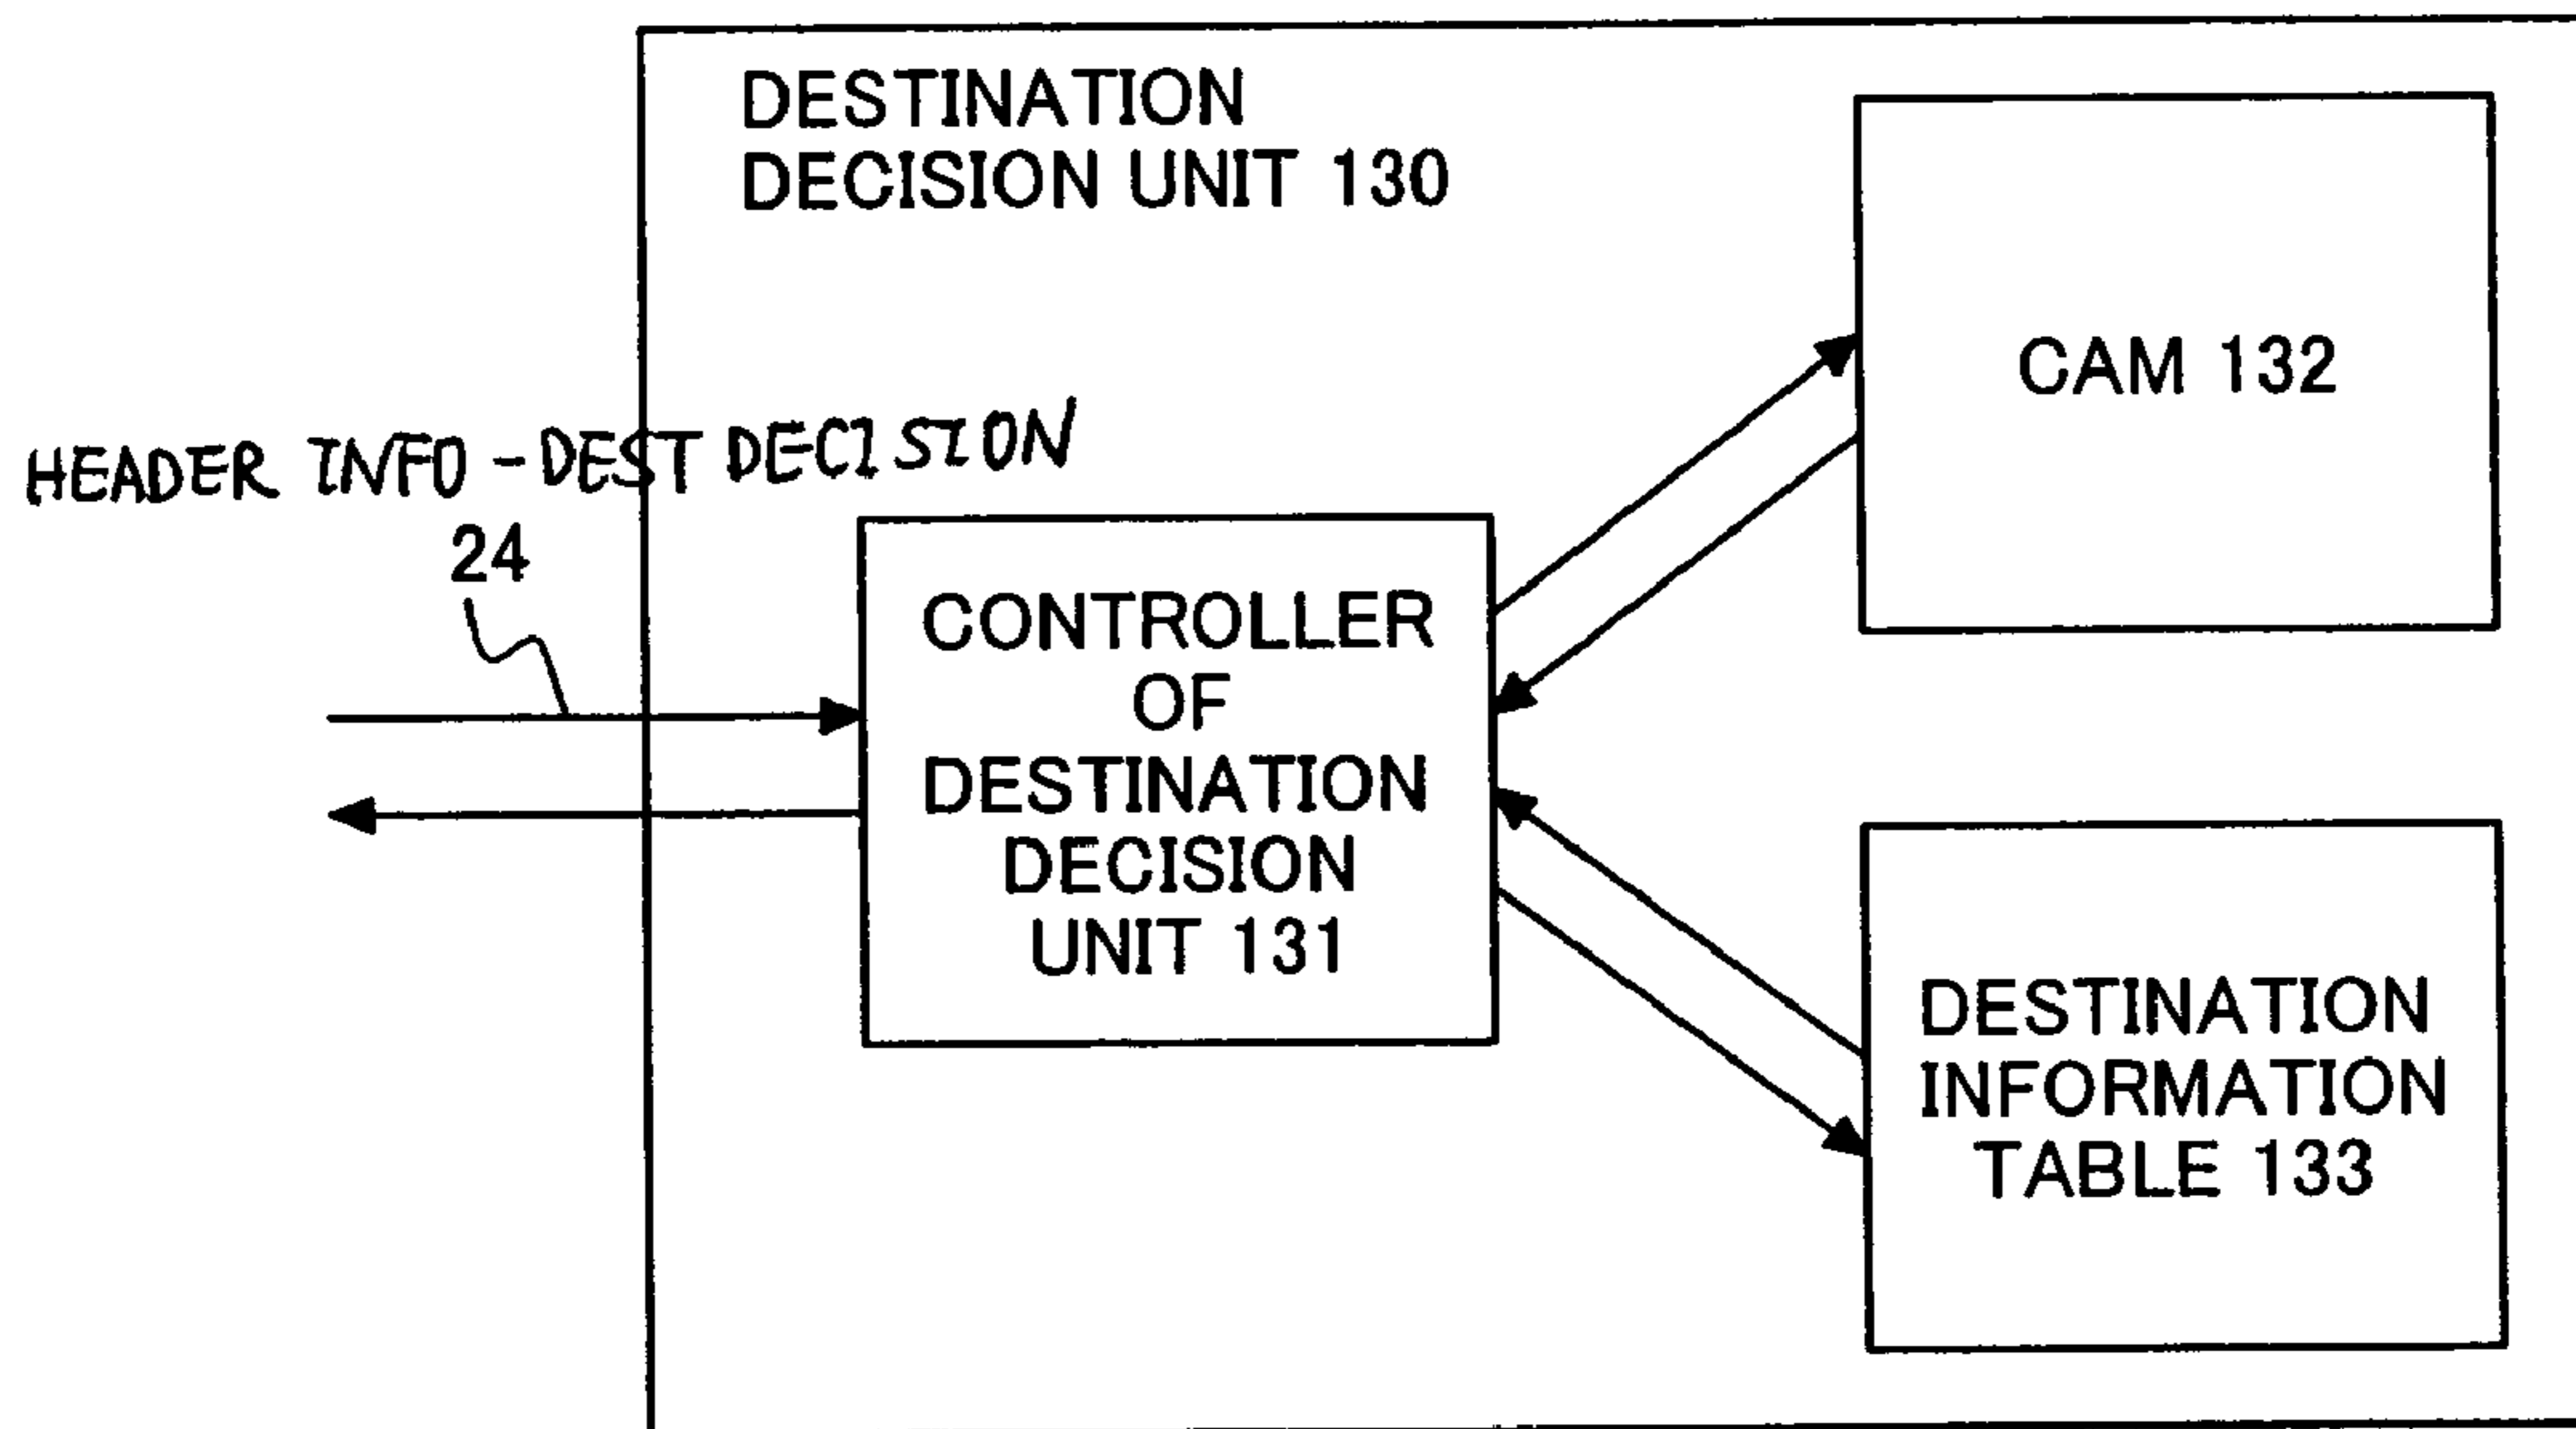 DESTINATION
DECISION UNIT 130
CAM 132
HEADER INFO - DEST DECISION
24
CONTROLLER
OF
DESTINATION
DECISION
UNIT 131
DESTINATION
INFORMATION
TABLE 133